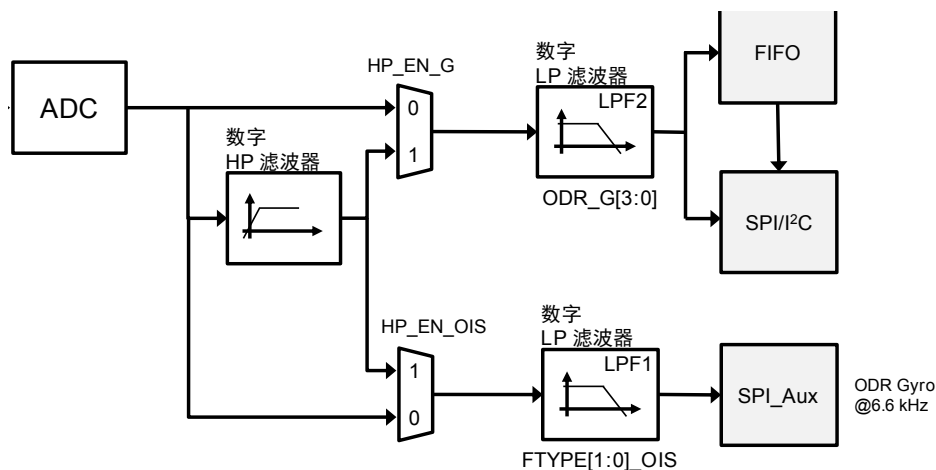 ADC
数字
HP 滤波器
HP_EN_G
0
1
数字
LP 滤波器
LPF2
ODR_G[3:0]
FIFO
SPI/I²C
HP_EN_OIS
1
0
数字
LP 滤波器
LPF1
FTYPE[1:0]_OIS
SPI_Aux
ODR Gyro
@6.6 kHz